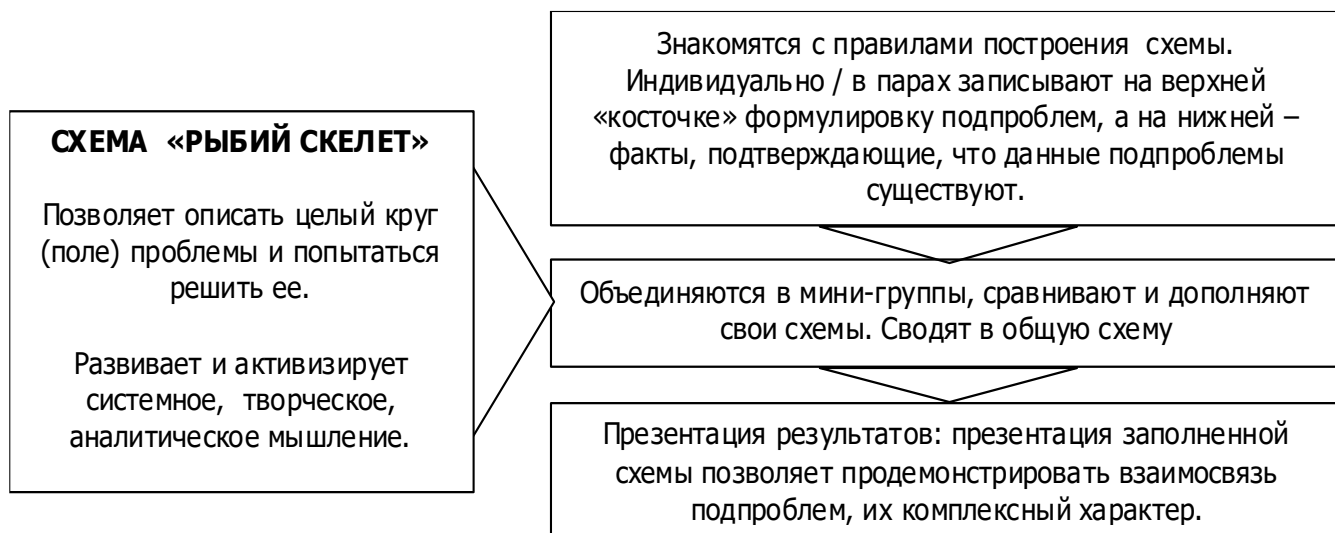 СХЕМА «РЫБИЙ СКЕЛЕТ»
Позволяет описать целый круг
(поле) проблемы и попытаться
решить ее.
Развивает и активизирует
системное, творческое,
аналитическое мышление.
Знакомятся с правилами построения схемы.
Индивидуально / в парах записывают на верхней
«косточке» формулировку подпроблем, а на нижней –
факты, подтверждающие, что данные подпроблемы
существуют.
Объединяются в мини-группы, сравнивают и дополняют
свои схемы. Сводят в общую схему
Презентация результатов: презентация заполненной
схемы позволяет продемонстрировать взаимосвязь
подпроблем, их комплексный характер.